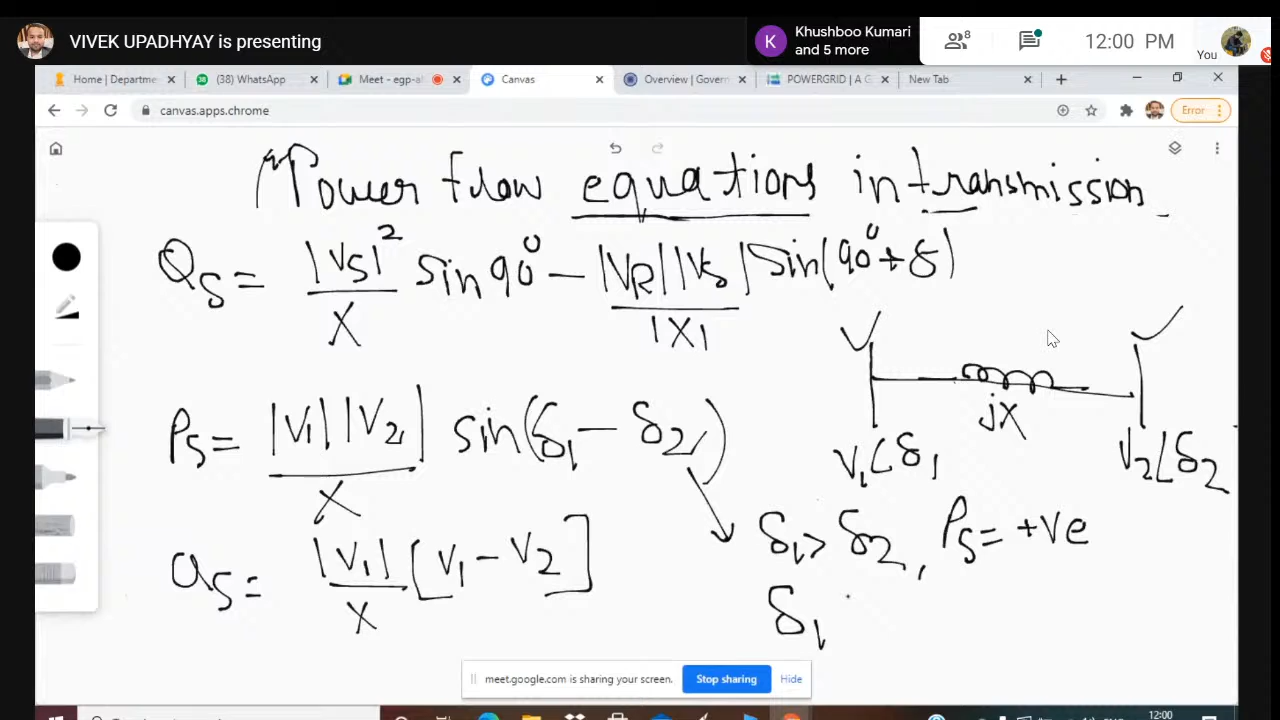 VIVEK UPADHYAY is presenting
K
Khushboo Kumari
and 5 more
8
12:00 PM
You
Home | Departme
(38) WhatsApp
Meet - egp-a
Canvas
Overview | Gover
POWERGRID | A G
New Tab
canvas.apps.chrome
Error
Power flow equations in transmission
Qs = |Vs|² / X sin 90° − |VR||Vs| / |X| sin(90° + δ)
Ps = |V1||V2| / X sin(δ1 − δ2)
jX
V1∠δ1
V2∠δ2
δ1 > δ2, Ps = +ve
Qs = |V1| / X [V1 − V2]
δ1
meet.google.com is sharing your screen.
Stop sharing
Hide
12:00